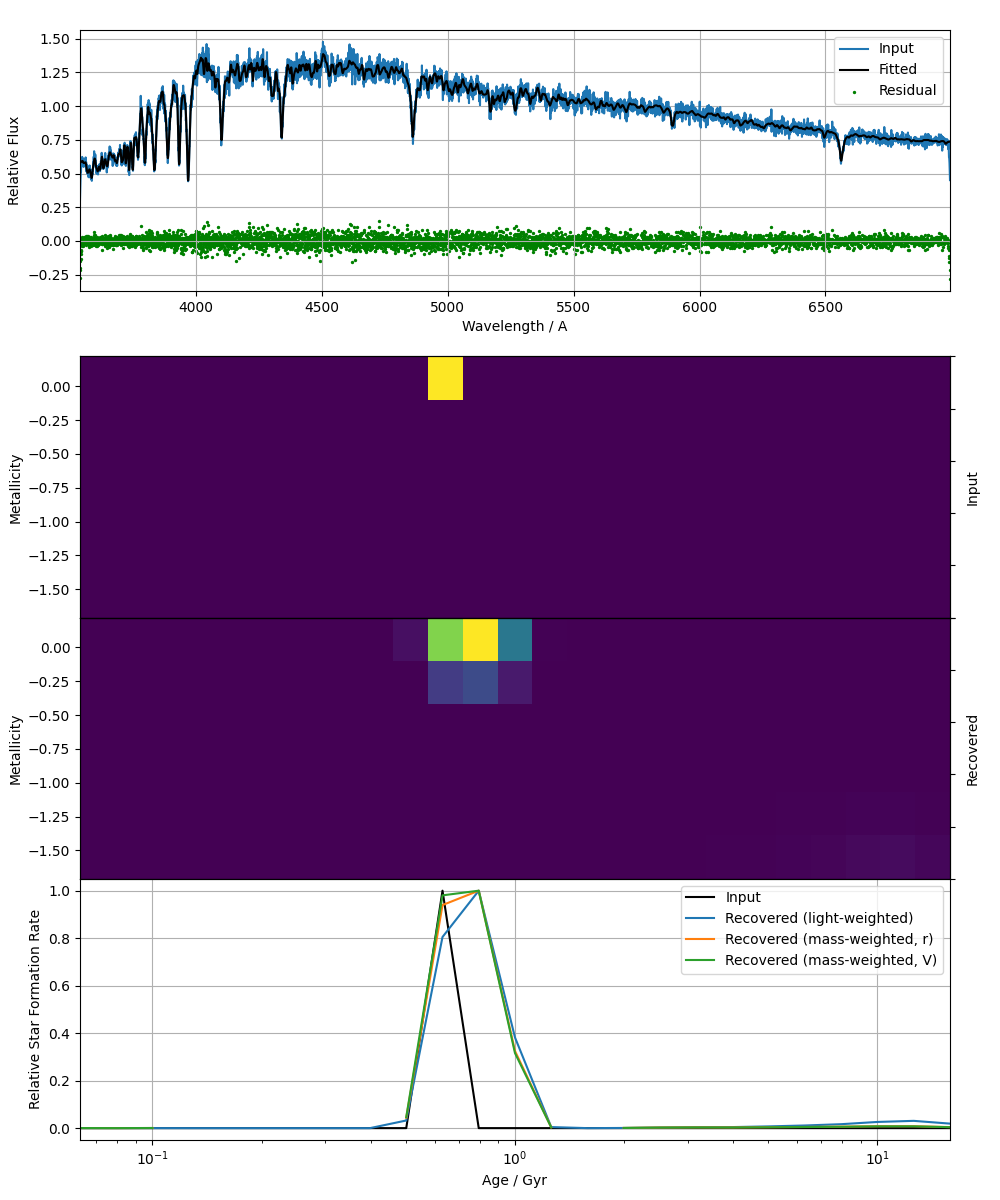 1.50
1.25
1.00
0.75
0.50
0.25
0.00
−0.25
Relative Flux
Input
Fitted
Residual
4000
4500
5000
5500
6000
6500
Wavelength / A
0.00
−0.25
−0.50
−0.75
−1.00
−1.25
−1.50
Metallicity
Input
0.00
−0.25
−0.50
−0.75
−1.00
−1.25
−1.50
Metallicity
Recovered
1.0
0.8
0.6
0.4
0.2
0.0
Relative Star Formation Rate
Input
Recovered (light-weighted)
Recovered (mass-weighted, r)
Recovered (mass-weighted, V)
10⁻¹
10⁰
10¹
Age / Gyr